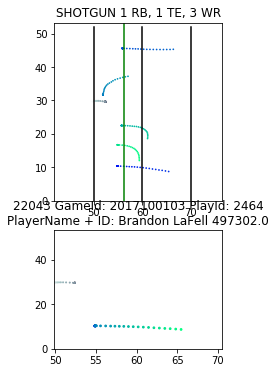 SHOTGUN 1 RB, 1 TE, 3 WR
50
40
30
20
10
0
50 60 70
22043 GameId: 2017100103 PlayId: 2464
PlayerName + ID: Brandon LaFell 497302.0
40
20
0
50 55 60 65 70